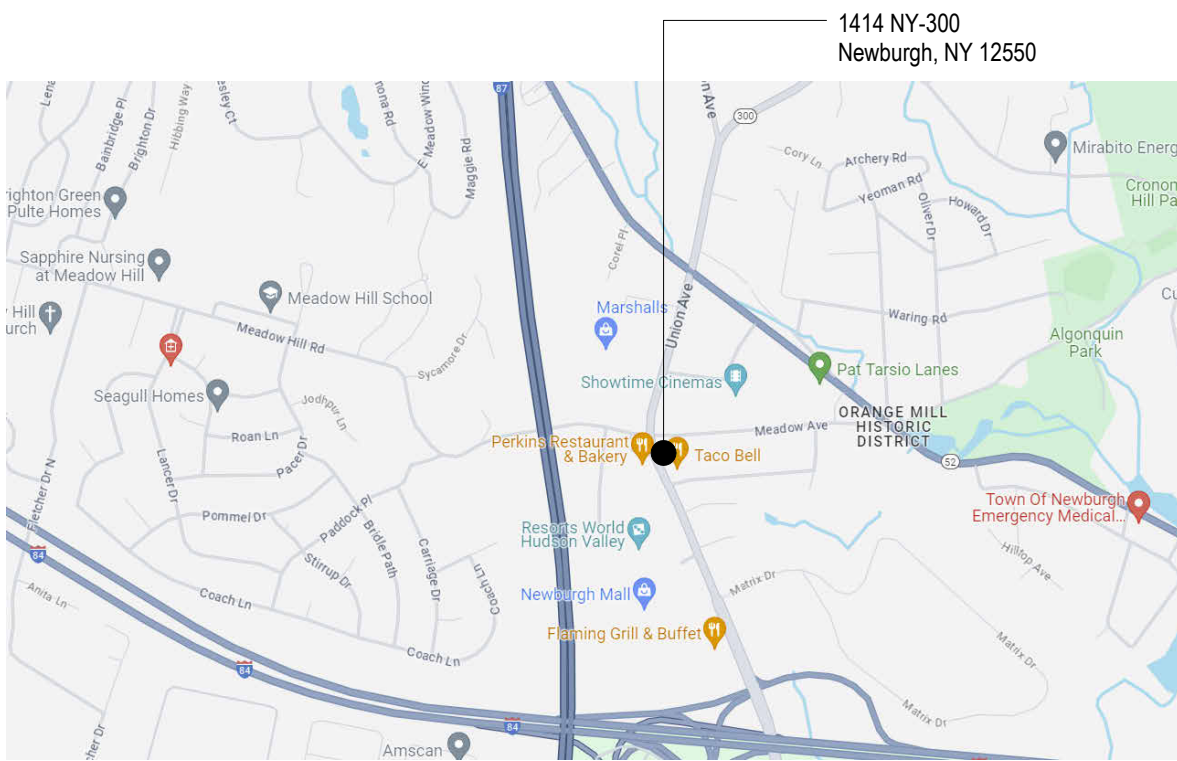 1414 NY-300
Newburgh, NY 12550
87
Union Ave
300
Bainbridge Pl
Brighton Dr
Hibbing Way
E Meadow Wind
Maggie Rd
Cory Ln
Archery Rd
Yeoman Rd
Oliver Dr
Howard Dr
Mirabito Energ
Cronom
Hill Pa
righton Green
Pulte Homes
Corel Pl
Sapphire Nursing
at Meadow Hill
Meadow Hill School
Marshalls
Union Ave
Hill
urch
Meadow Hill Rd
Sycamore Dr
Waring Rd
Algonquin
Park
Cu
Seagull Homes
Jodhpur Ln
Showtime Cinemas
Pat Tarsio Lanes
Roan Ln
Pacer Dr
Lancer Dr
Perkins Restaurant
& Bakery
Taco Bell
Meadow Ave
ORANGE MILL
HISTORIC
DISTRICT
52
Fletcher Dr N
Pommel Dr
Paddock Pl
Bridle Path
Town Of Newburgh
Emergency Medical...
84
Stirrup Dr
Carriage Dr
Coach Ln
Resorts World
Hudson Valley
Hilltop Ave
Anita Ln
Coach Ln
Newburgh Mall
Matrix Dr
Flaming Grill & Buffet
Coach Ln
Matrix Dr
84
Matrix Dr
84
Amscan
84